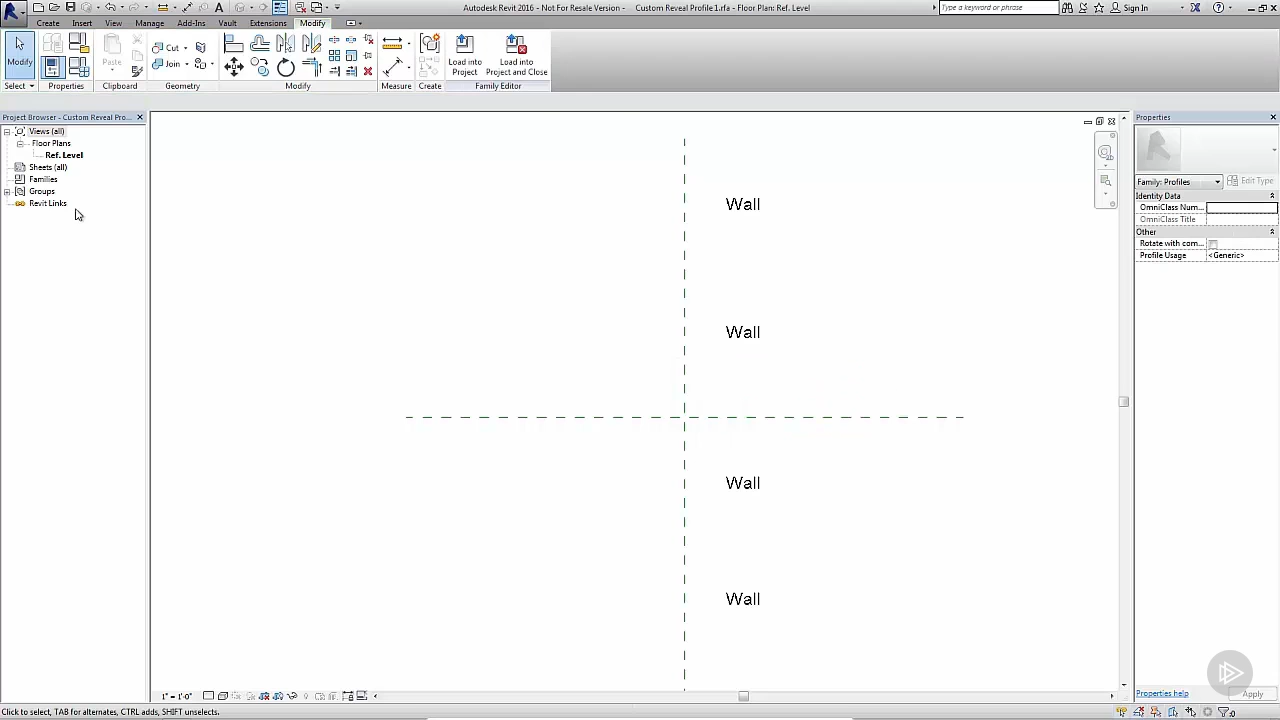 Autodesk Revit 2016 - Not For Resale Version - Custom Reveal Profile 1.rfa - Floor Plan: Ref. Level
Type a keyword or phrase
Sign In
Create Insert View Manage Add-Ins Vault Extensions Modify
Modify
Paste
Cut
Join
Load into
Project
Load into
Project and Close
Select Properties Clipboard Geometry Modify Measure Create Family Editor
Project Browser - Custom Reveal Pro...
Views (all)
Floor Plans
Ref. Level
Sheets (all)
Families
Groups
Revit Links
Wall
Wall
Wall
Wall
Properties
Family: Profiles
Edit Type
Identity Data
OmniClass Num...
OmniClass Title
Other
Rotate with com...
Profile Usage <Generic>
Properties help
Apply
1" = 1'-0"
Click to select, TAB for alternates, CTRL adds, SHIFT unselects.
:0